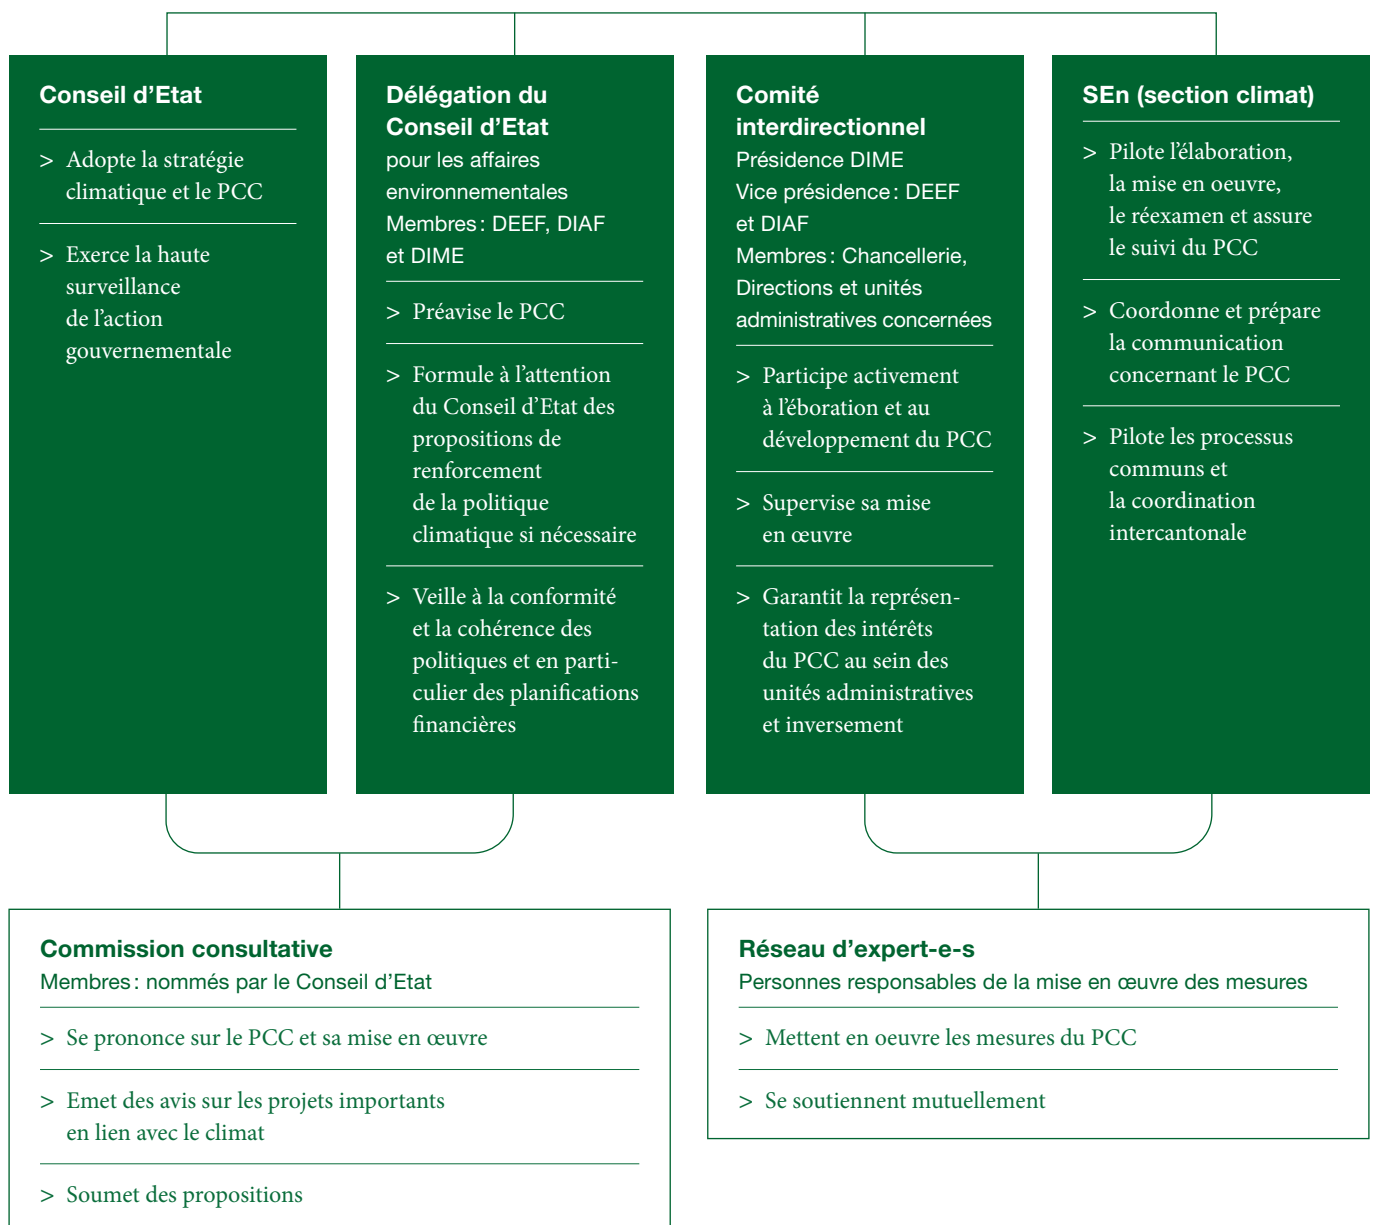 Conseil d’Etat
> Adopte la stratégie
climatique et le PCC
> Exerce la haute
surveillance
de l’action
gouvernementale
Délégation du
Conseil d’Etat
pour les affaires
environnementales
Membres : DEEF, DIAF
et DIME
> Préavise le PCC
> Formule à l’attention
du Conseil d’Etat des
propositions de
renforcement
de la politique
climatique si nécessaire
> Veille à la conformité
et la cohérence des
politiques et en parti-
culier des planifications
financières
Comité
interdirectionnel
Présidence DIME
Vice présidence : DEEF
et DIAF
Membres : Chancellerie,
Directions et unités
administratives concernées
> Participe activement
à l’éboration et au
développement du PCC
> Supervise sa mise
en œuvre
> Garantit la représen-
tation des intérêts
du PCC au sein des
unités administratives
et inversement
SEn (section climat)
> Pilote l’élaboration,
la mise en oeuvre,
le réexamen et assure
le suivi du PCC
> Coordonne et prépare
la communication
concernant le PCC
> Pilote les processus
communs et
la coordination
intercantonale
Commission consultative
Membres : nommés par le Conseil d’Etat
> Se prononce sur le PCC et sa mise en œuvre
> Emet des avis sur les projets importants
en lien avec le climat
> Soumet des propositions
Réseau d’expert-e-s
Personnes responsables de la mise en œuvre des mesures
> Mettent en oeuvre les mesures du PCC
> Se soutiennent mutuellement